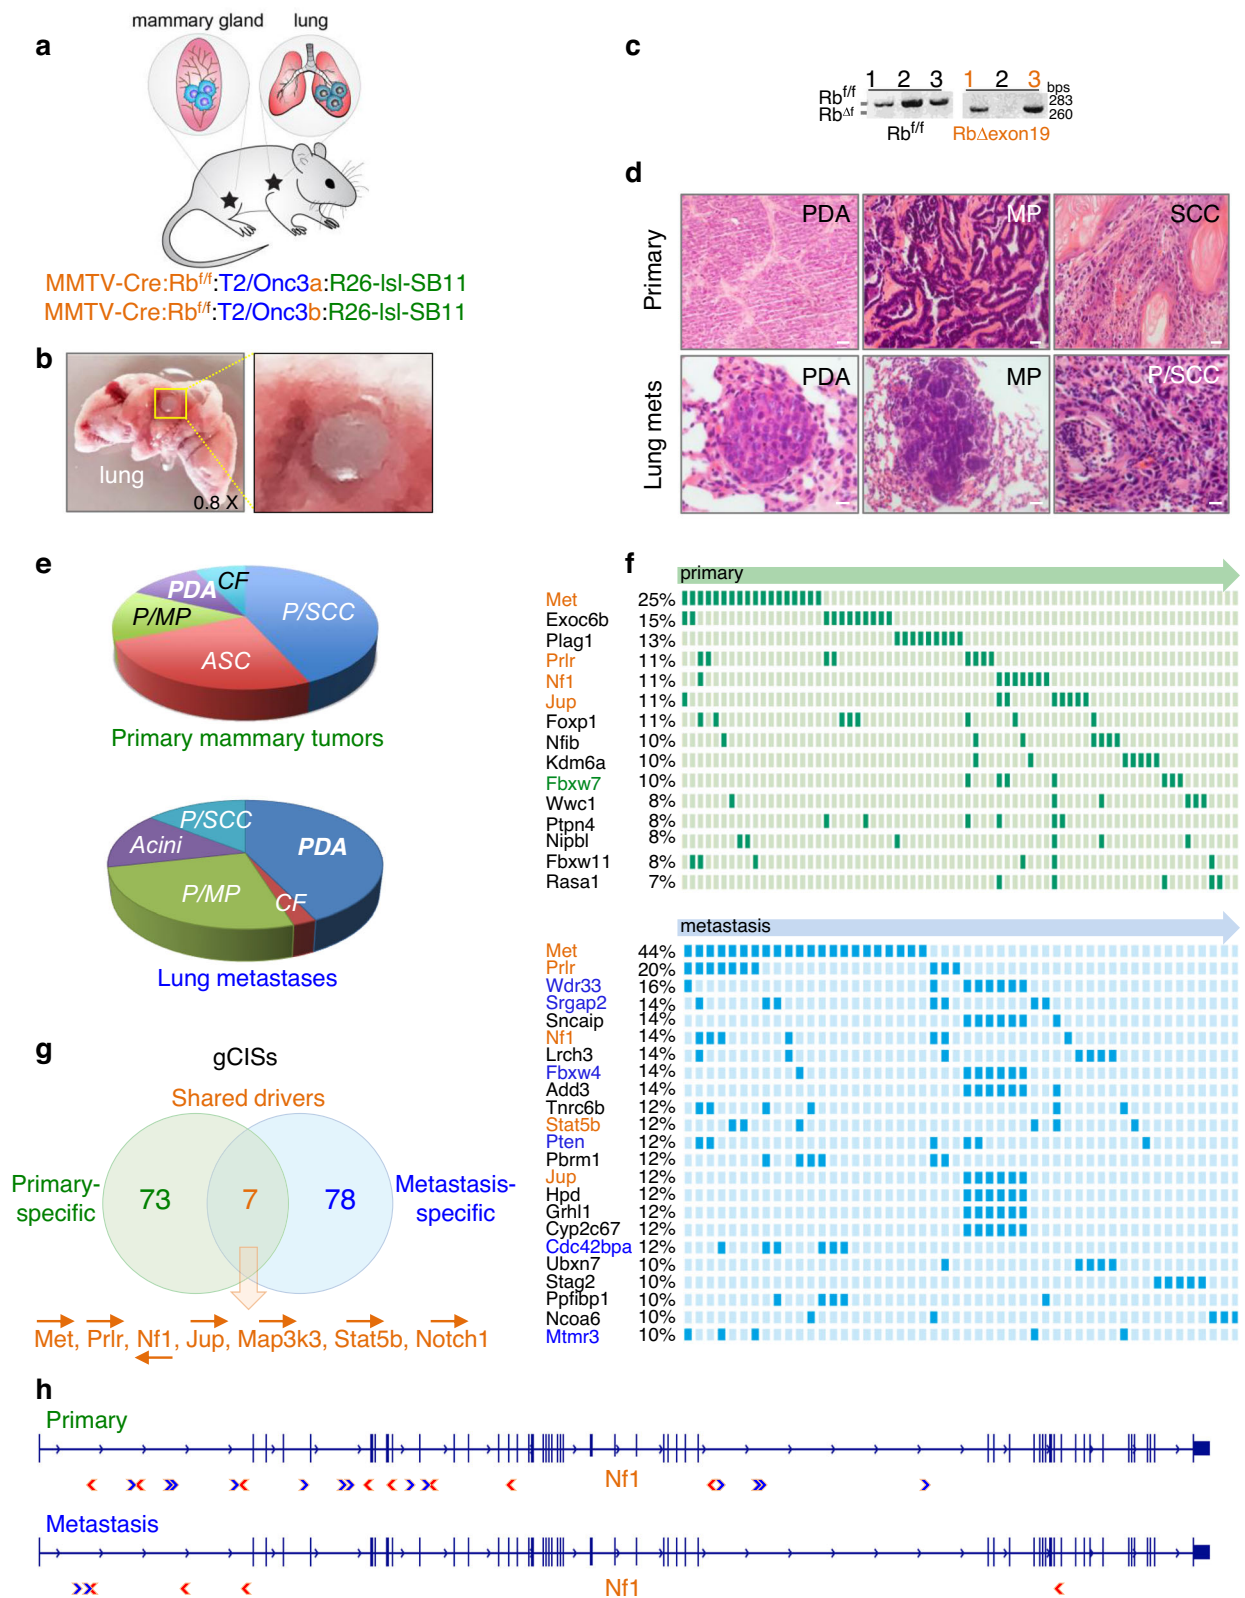 a
mammary gland
lung
MMTV-Cre:Rb^f/f:T2/Onc3a:R26-lsl-SB11
MMTV-Cre:Rb^f/f:T2/Onc3b:R26-lsl-SB11
b
lung
0.8 X
c
1 2 3 1 2 3 bps
Rb^f/f
283
Rb^Δf
260
Rb^f/f
RbΔexon19
d
Primary
PDA
MP
SCC
Lung mets
PDA
MP
P/SCC
e
CF
PDA
P/MP
P/SCC
ASC
Primary mammary tumors
P/SCC
Acini
PDA
P/MP
CF
Lung metastases
f
primary
Met 25%
Exoc6b 15%
Plag1 13%
Prlr 11%
Nf1 11%
Jup 11%
Foxp1 11%
Nfib 10%
Kdm6a 10%
Fbxw7 10%
Wwc1 8%
Ptpn4 8%
Nipbl 8%
Fbxw11 8%
Rasa1 7%
metastasis
Met 44%
Prlr 20%
Wdr33 16%
Srgap2 14%
Sncaip 14%
Nf1 14%
Lrch3 14%
Fbxw4 14%
Add3 14%
Tnrc6b 12%
Stat5b 12%
Pten 12%
Pbrm1 12%
Jup 12%
Hpd 12%
Grhl1 12%
Cyp2c67 12%
Cdc42bpa 12%
Ubxn7 10%
Stag2 10%
Ppfibp1 10%
Ncoa6 10%
Mtmr3 10%
g
gCISs
Shared drivers
Primary-
specific
73
7
78
Metastasis-
specific
Met, Prlr, Nf1, Jup, Map3k3, Stat5b, Notch1
h
Primary
Nf1
Metastasis
Nf1